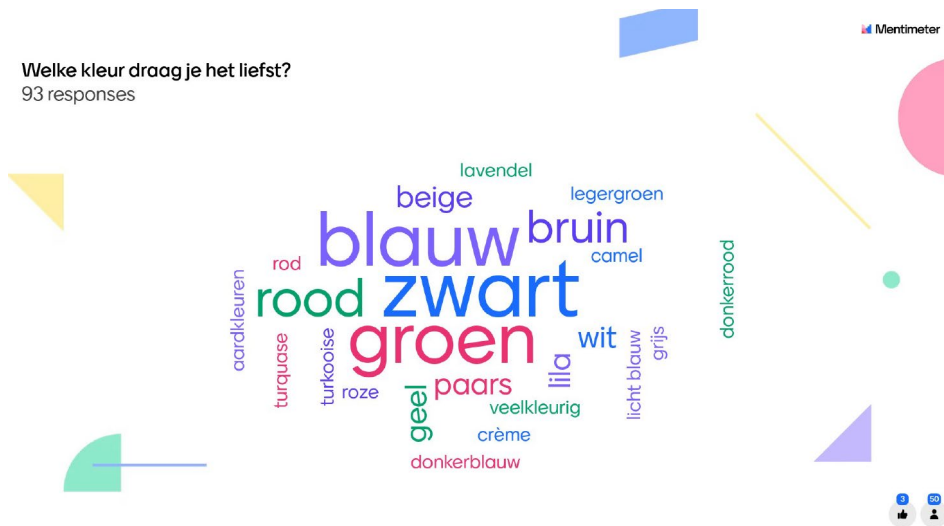 Mentimeter
Welke kleur draag je het liefst?
93 responses
lavendel
beige
legergroen
blauw
bruin
rod
camel
donkerrood
aardkleuren
rood
zwart
turquase
turkooise
groen
wit
licht blauw
grijs
roze
geel
paars
lila
veelkleurig
crème
donkerblauw
3
50